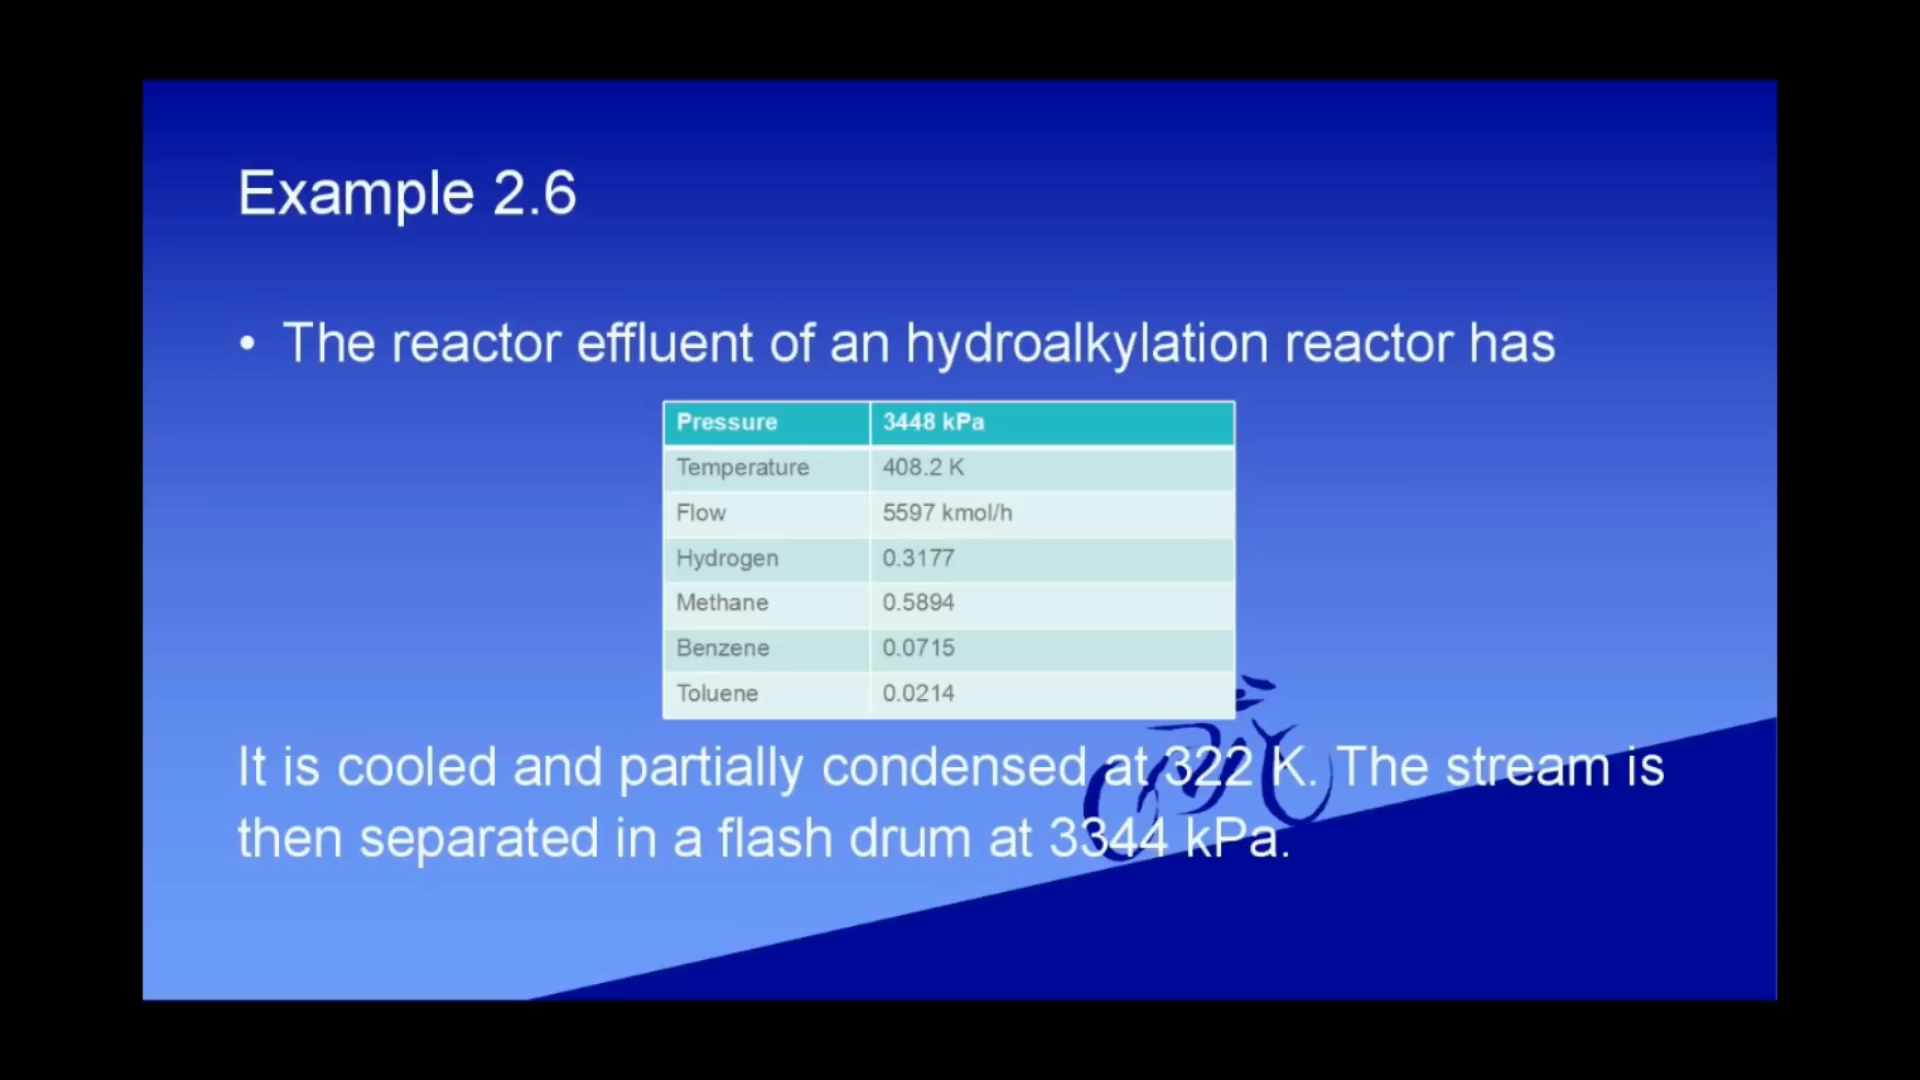 Example 2.6
• The reactor effluent of an hydroalkylation reactor has
Pressure 3448 kPa
Temperature 408.2 K
Flow 5597 kmol/h
Hydrogen 0.3177
Methane 0.5894
Benzene 0.0715
Toluene 0.0214
It is cooled and partially condensed at 322 K. The stream is
then separated in a flash drum at 3344 kPa.